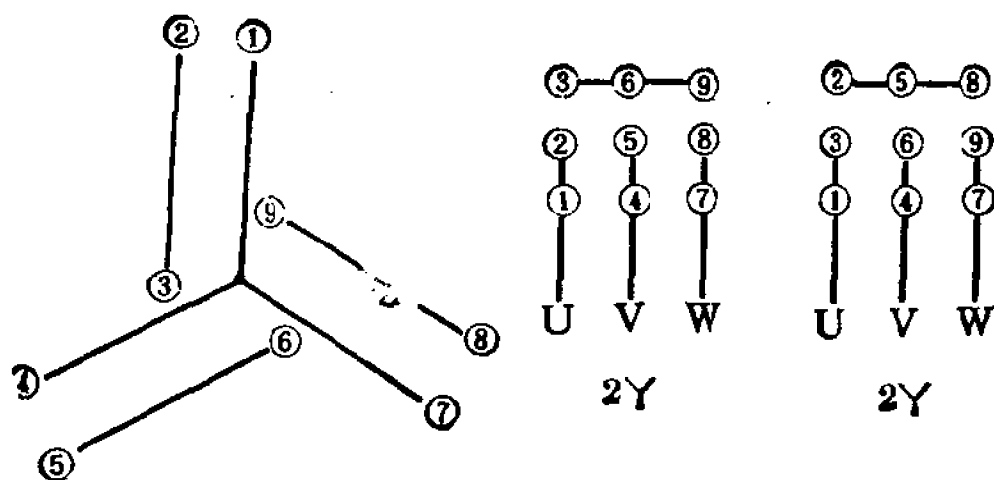 ② ①
③ ⑥ ⑨
② ⑤ ⑧
② ⑤ ⑧
③ ⑥ ⑨
① ④ ⑦
① ④ ⑦
⑨
③
⑥
⑧
④
⑦
⑤
U V W
U V W
2Y
2Y